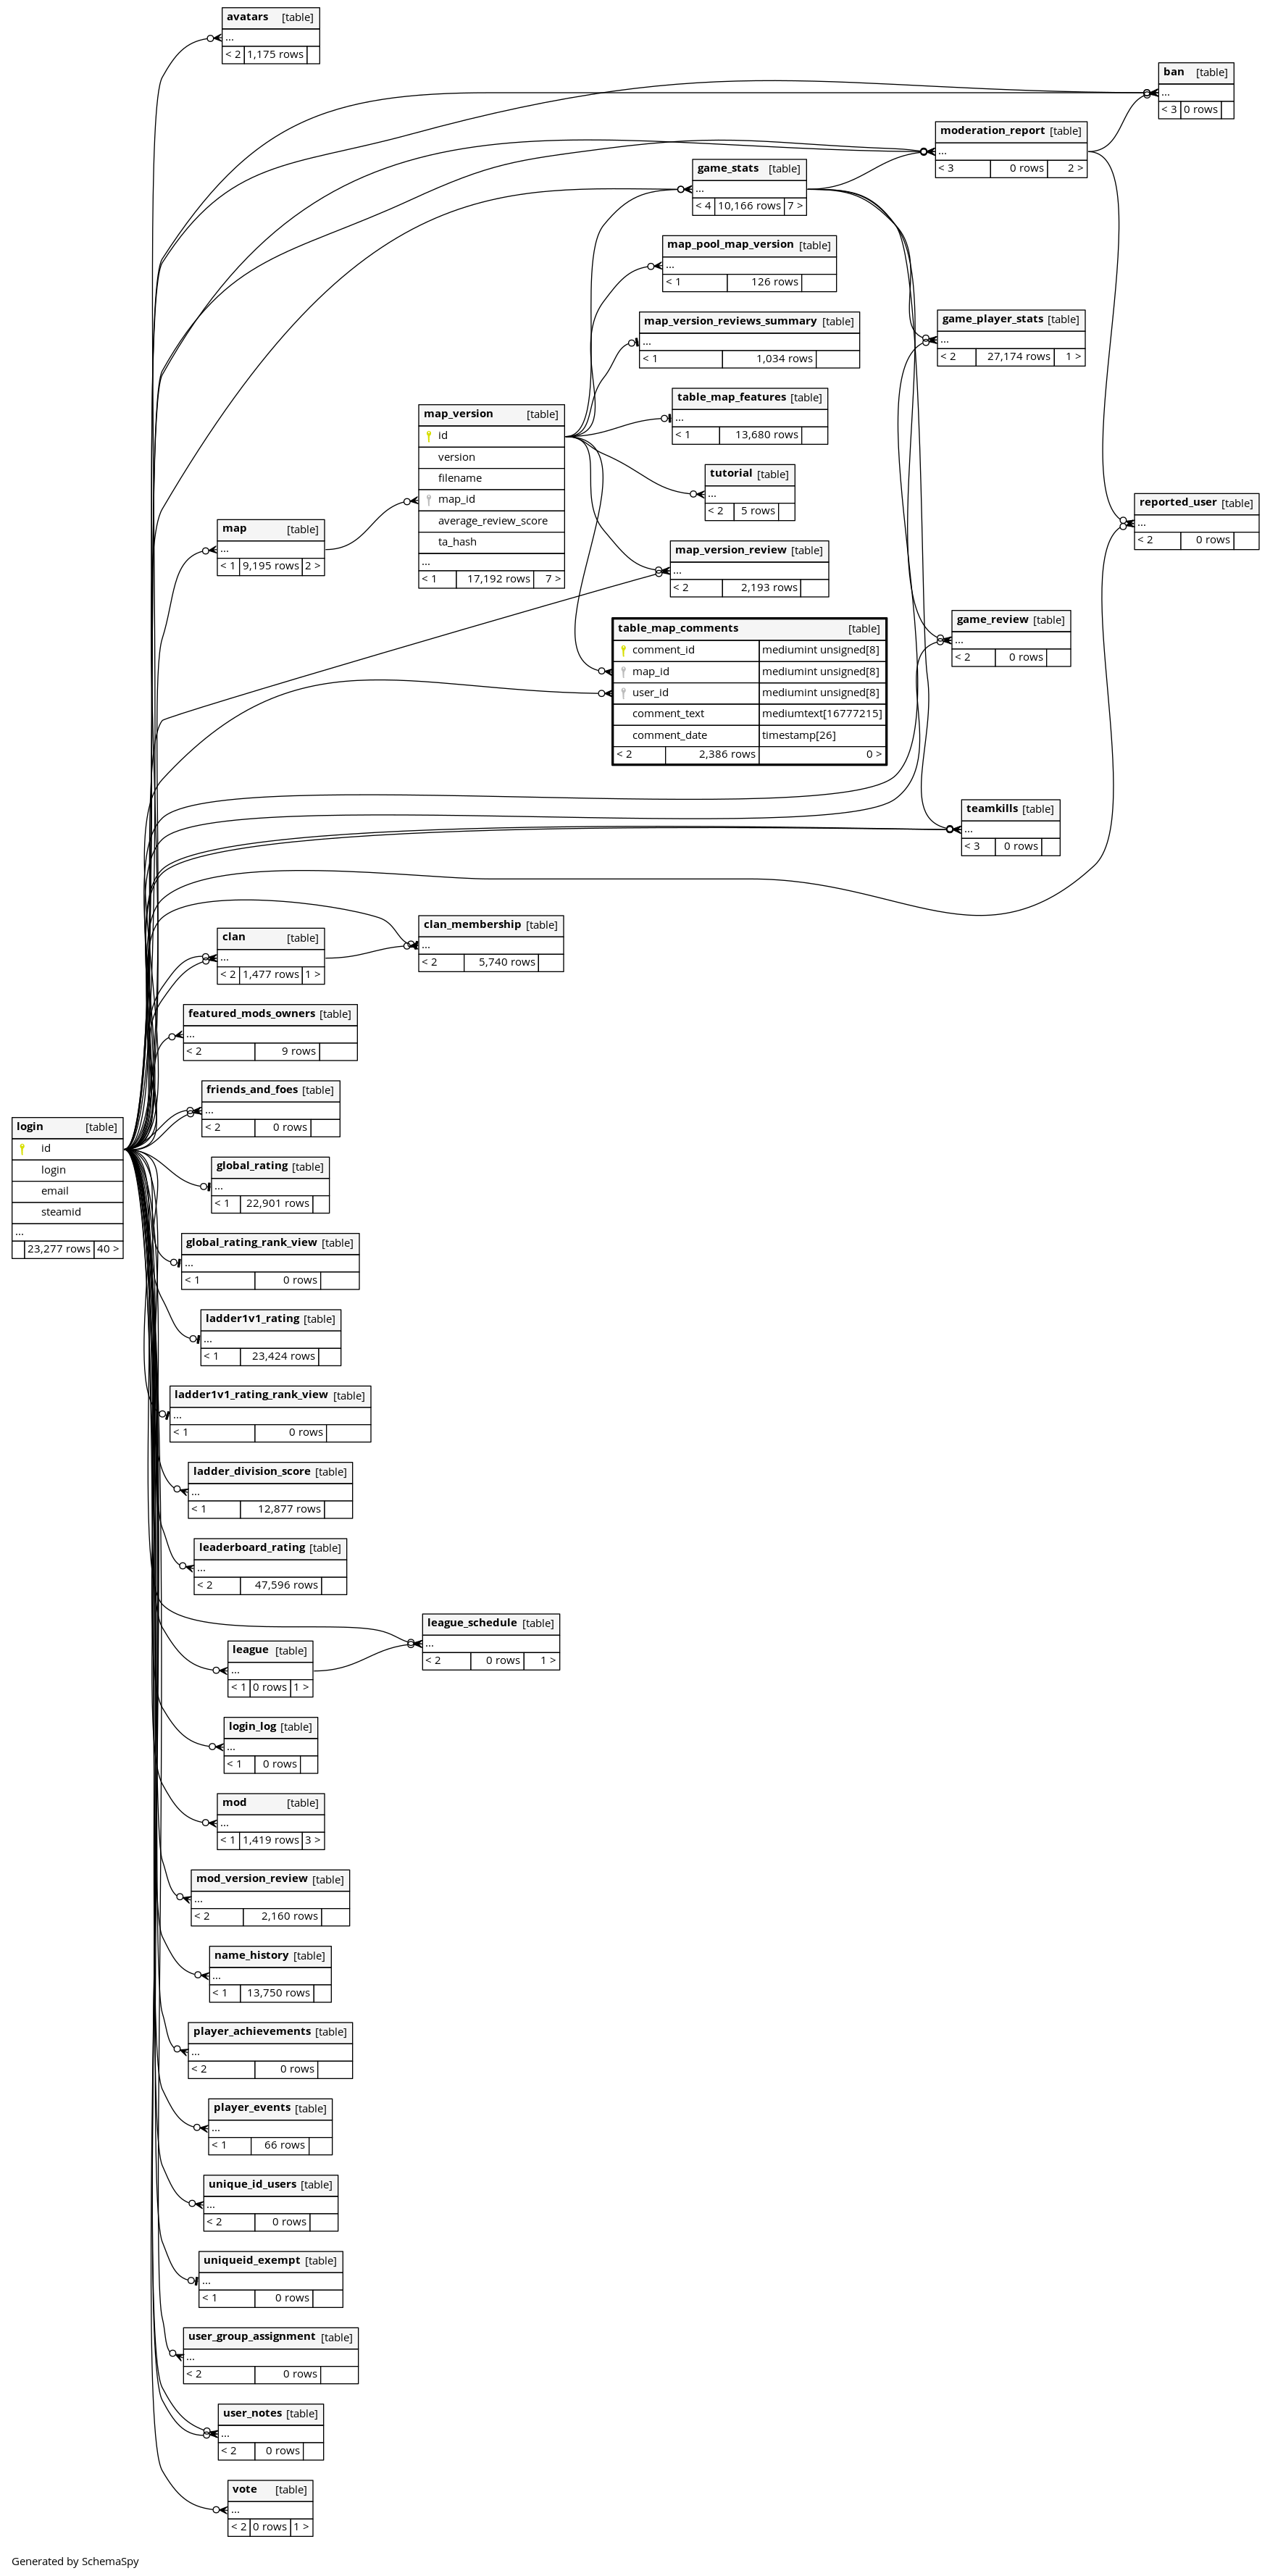 avatars [table]
...
< 2 1,175 rows
ban [table]
...
< 3 0 rows
moderation_report [table]
...
< 3 0 rows 2 >
game_stats [table]
...
< 4 10,166 rows 7 >
map_pool_map_version [table]
...
< 1 126 rows
map_version_reviews_summary [table]
...
< 1 1,034 rows
game_player_stats [table]
...
< 2 27,174 rows 1 >
table_map_features [table]
...
< 1 13,680 rows
map_version [table]
id
version
filename
map_id
average_review_score
ta_hash
...
< 1 17,192 rows 7 >
tutorial [table]
...
< 2 5 rows
reported_user [table]
...
< 2 0 rows
map [table]
...
< 1 9,195 rows 2 >
map_version_review [table]
...
< 2 2,193 rows
game_review [table]
...
< 2 0 rows
table_map_comments [table]
comment_id mediumint unsigned[8]
map_id mediumint unsigned[8]
user_id mediumint unsigned[8]
comment_text mediumtext[16777215]
comment_date timestamp[26]
< 2 2,386 rows 0 >
teamkills [table]
...
< 3 0 rows
clan_membership [table]
...
< 2 5,740 rows
clan [table]
...
< 2 1,477 rows 1 >
featured_mods_owners [table]
...
< 2 9 rows
friends_and_foes [table]
...
< 2 0 rows
login [table]
id
login
email
steamid
...
23,277 rows 40 >
global_rating [table]
...
< 1 22,901 rows
global_rating_rank_view [table]
...
< 1 0 rows
ladder1v1_rating [table]
...
< 1 23,424 rows
ladder1v1_rating_rank_view [table]
...
< 1 0 rows
ladder_division_score [table]
...
< 1 12,877 rows
leaderboard_rating [table]
...
< 2 47,596 rows
league_schedule [table]
...
< 2 0 rows 1 >
league [table]
...
< 1 0 rows 1 >
login_log [table]
...
< 1 0 rows
mod [table]
...
< 1 1,419 rows 3 >
mod_version_review [table]
...
< 2 2,160 rows
name_history [table]
...
< 1 13,750 rows
player_achievements [table]
...
< 2 0 rows
player_events [table]
...
< 1 66 rows
unique_id_users [table]
...
< 2 0 rows
uniqueid_exempt [table]
...
< 1 0 rows
user_group_assignment [table]
...
< 2 0 rows
user_notes [table]
...
< 2 0 rows
vote [table]
...
< 2 0 rows 1 >
Generated by SchemaSpy